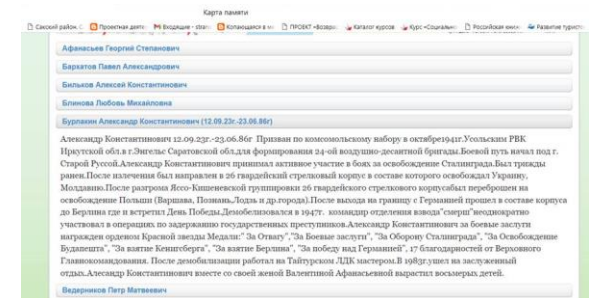 Карта памяти
Сакский район. С Проектная деяте Входящие - stran Копающаяся в м ПРОЕКТ «Возвра Каталог курсов Курс «Социальн Российская книж Развитие турист
Афанасьев Георгий Степанович
Баркатов Павел Александрович
Бильков Алексей Константинович
Блинова Любовь Михайловна
Бурлакин Александр Константинович (12.09.23г.-23.06.86г)
Александр Константинович 12.09.23г.-23.06.86г Призван по комсомольскому набору в октябре1941г.Усольским РВК
Иркутской обл.в г.Энгельс Саратовской обл.для формирования 24-ой воздушно-десантной бригады.Боевой путь начал под г.
Старой Руссой.Александр Константинович принимал активное участие в боях за освобождение Сталинграда.Был трижды
ранен.После излечения был направлен в 26 гвардейский стрелковый корпус в составе которого освобождал Украину,
Молдавию.После разгрома Яссо-Кишеневской группировки 26 гвардейского стрелкового корпусабыл переброшен на
освобождение Польши (Варшава, Познань,Лодзь и др.города).После выхода на границу с Германией прошел в составе корпуса
до Берлина где и встретил День Победы.Демобилизовался в 1947г. командир отделения взвода"смерш"неоднократно
участвовал в операциях по задержанию государственных преступников.Александр Константинович за боевые заслуги
награжден орденом Красной звезды Медали:" За Отвагу","За Боевые заслуги", "За Оборону Сталинграда", "За Освобождение
Будапешта", "За взятие Кенигсберга", "За взятие Берлина", "За победу над Германией", 17 благодарностей от Верховного
Главнокомандования. После демобилизации работал на Тайтурском ЛДК мастером.В 1983г.ушел на заслуженный
отдых.Александр Константинович вместе со своей женой Валентиной Афанасьевной вырастил восьмерых детей.
Ведерников Петр Матвеевич